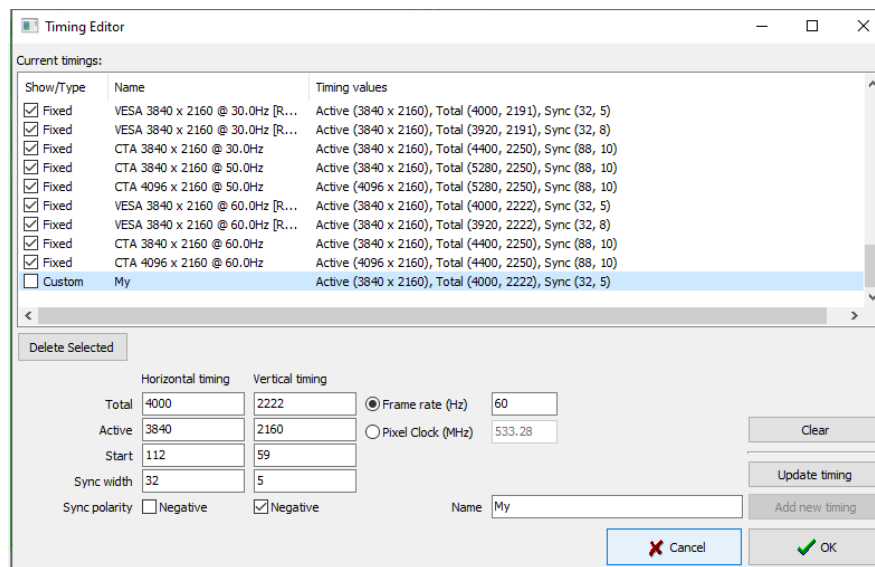 Timing Editor
Current timings:
Show/Type Name Timing values
Fixed VESA 3840 x 2160 @ 30.0Hz [R... Active (3840 x 2160), Total (4000, 2191), Sync (32, 5)
Fixed VESA 3840 x 2160 @ 30.0Hz [R... Active (3840 x 2160), Total (3920, 2191), Sync (32, 8)
Fixed CTA 3840 x 2160 @ 30.0Hz Active (3840 x 2160), Total (4400, 2250), Sync (88, 10)
Fixed CTA 3840 x 2160 @ 50.0Hz Active (3840 x 2160), Total (5280, 2250), Sync (88, 10)
Fixed CTA 4096 x 2160 @ 50.0Hz Active (4096 x 2160), Total (5280, 2250), Sync (88, 10)
Fixed VESA 3840 x 2160 @ 60.0Hz [R... Active (3840 x 2160), Total (4000, 2222), Sync (32, 5)
Fixed VESA 3840 x 2160 @ 60.0Hz [R... Active (3840 x 2160), Total (3920, 2222), Sync (32, 8)
Fixed CTA 3840 x 2160 @ 60.0Hz Active (3840 x 2160), Total (4400, 2250), Sync (88, 10)
Fixed CTA 4096 x 2160 @ 60.0Hz Active (4096 x 2160), Total (4400, 2250), Sync (88, 10)
Custom My Active (3840 x 2160), Total (4000, 2222), Sync (32, 5)
Delete Selected
Horizontal timing Vertical timing
Total 4000 2222 Frame rate (Hz) 60
Active 3840 2160 Pixel Clock (MHz) 533.28 Clear
Start 112 59
Sync width 32 5 Update timing
Sync polarity Negative Negative Name My Add new timing
Cancel OK